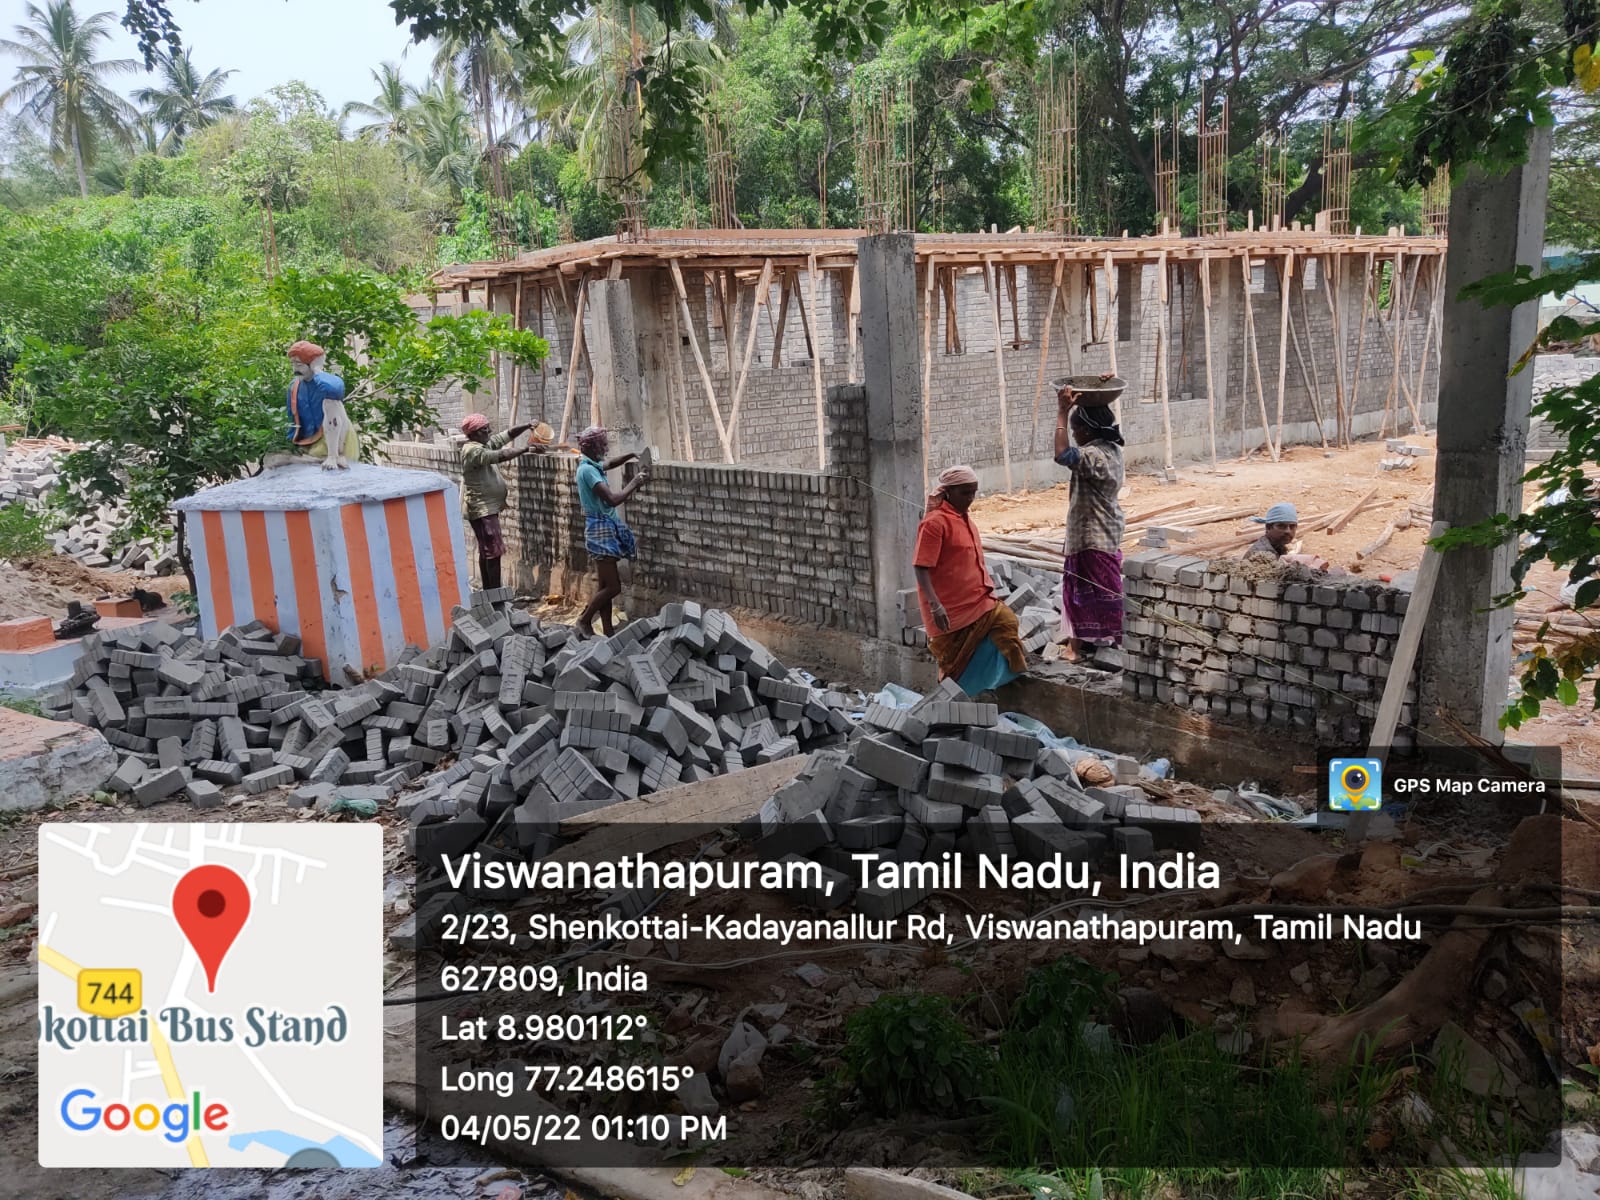 GPS Map Camera
Viswanathapuram, Tamil Nadu, India
2/23, Shenkottai-Kadayanallur Rd, Viswanathapuram, Tamil Nadu
627809, India
Lat 8.980112°
Long 77.248615°
04/05/22 01:10 PM
744
kottai Bus Stand
Google